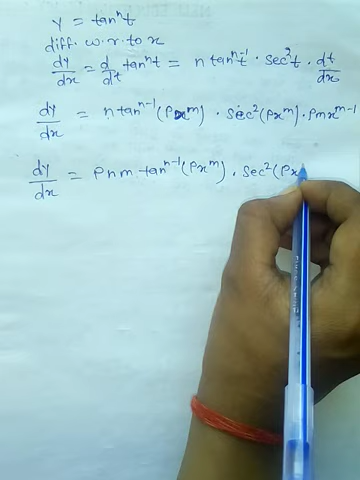 y = tanⁿt
diff. w.r.to x
dy/dx = d/dt tanⁿt = n tanⁿ⁻¹t · sec²t · dt/dx
dy/dx = n tanⁿ⁻¹(Pxᵐ) · sec²(Pxᵐ) · Pmxᵐ⁻¹
dy/dx = Pnm tanⁿ⁻¹(Pxᵐ) · sec²(Px